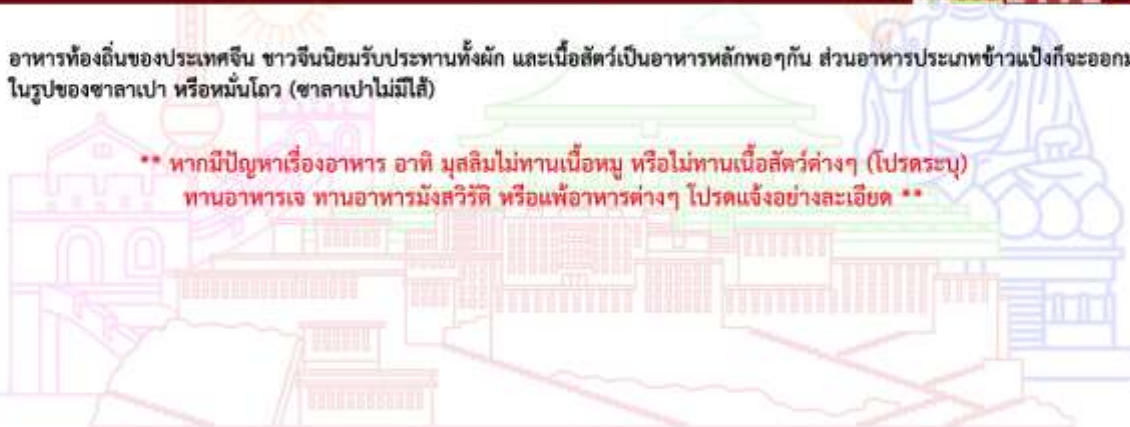 อาหารท้องถิ่นของประเทศจีน ชาวจีนนิยมรับประทานทั้งผัก และเนื้อสัตว์เป็นอาหารหลักพอๆกัน ส่วนอาหารประเภทข้าวแป้งก็จะออกม
ในรูปของซาลาเปา หรือหมั่นโถว (ซาลาเปาไม่มีไส้)
** หากมีปัญหาเรื่องอาหาร อาทิ มุสลิมไม่ทานเนื้อหมู หรือไม่ทานเนื้อสัตว์ต่างๆ (โปรดระบุ)
ทานอาหารเจ ทานอาหารมังสวิรัติ หรือแพ้อาหารต่างๆ โปรดแจ้งอย่างละเอียด **